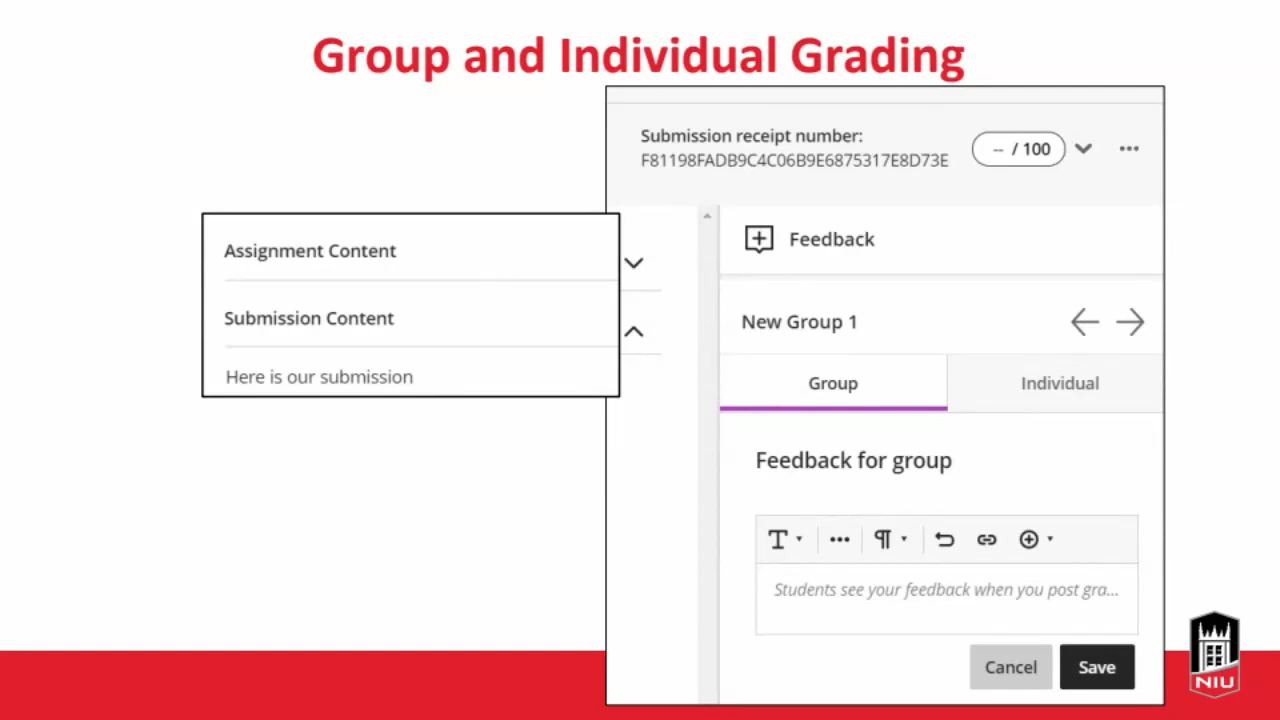 Group and Individual Grading
Submission receipt number:
F81198FADB9C4C06B9E6875317E8D73E
-- / 100
Assignment Content
Submission Content
Here is our submission
Feedback
New Group 1
Group
Individual
Feedback for group
Students see your feedback when you post gra...
Cancel
Save
NIU